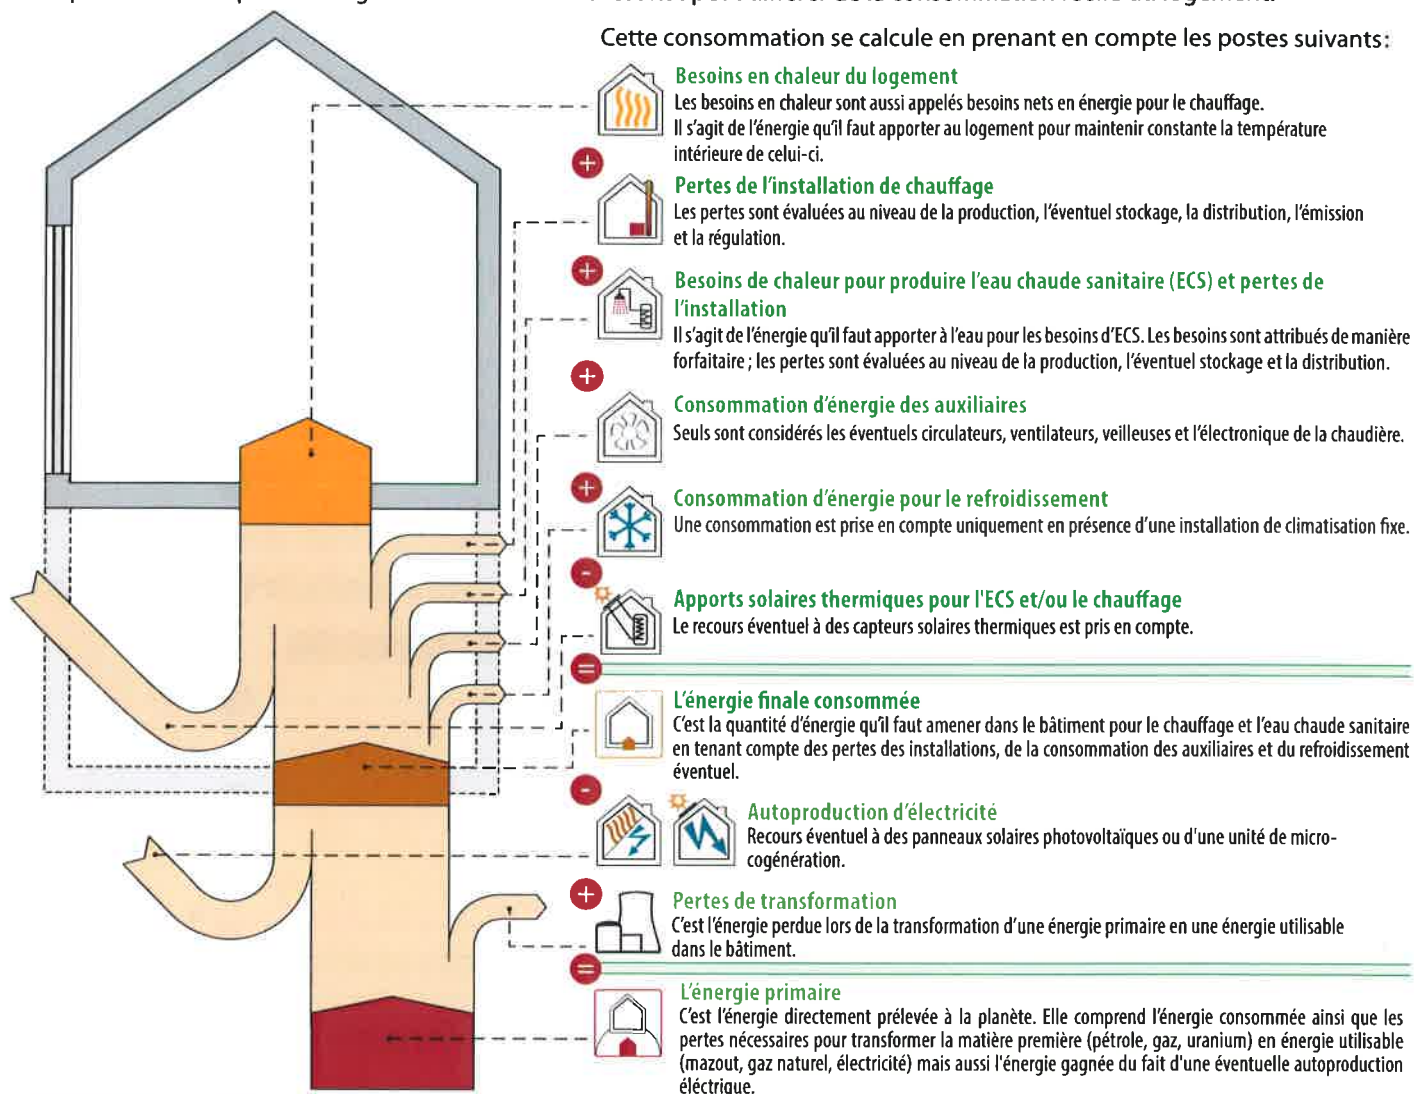 Cette consommation se calcule en prenant en compte les postes suivants:
Besoins en chaleur du logement
Les besoins en chaleur sont aussi appelés besoins nets en énergie pour le chauffage.
Il s'agit de l'énergie qu'il faut apporter au logement pour maintenir constante la température
intérieure de celui-ci.
+
Pertes de l'installation de chauffage
Les pertes sont évaluées au niveau de la production, l'éventuel stockage, la distribution, l'émission
et la régulation.
+
Besoins de chaleur pour produire l'eau chaude sanitaire (ECS) et pertes de
l'installation
Il s'agit de l'énergie qu'il faut apporter à l'eau pour les besoins d'ECS. Les besoins sont attribués de manière
forfaitaire ; les pertes sont évaluées au niveau de la production, l'éventuel stockage et la distribution.
+
Consommation d'énergie des auxiliaires
Seuls sont considérés les éventuels circulateurs, ventilateurs, veilleuses et l'électronique de la chaudière.
+
Consommation d'énergie pour le refroidissement
Une consommation est prise en compte uniquement en présence d'une installation de climatisation fixe.
-
Apports solaires thermiques pour l'ECS et/ou le chauffage
Le recours éventuel à des capteurs solaires thermiques est pris en compte.
=
L'énergie finale consommée
C'est la quantité d'énergie qu'il faut amener dans le bâtiment pour le chauffage et l'eau chaude sanitaire
en tenant compte des pertes des installations, de la consommation des auxiliaires et du refroidissement
éventuel.
-
Autoproduction d'électricité
Recours éventuel à des panneaux solaires photovoltaïques ou d'une unité de micro-
cogénération.
+
Pertes de transformation
C'est l'énergie perdue lors de la transformation d'une énergie primaire en une énergie utilisable
dans le bâtiment.
=
L'énergie primaire
C'est l'énergie directement prélevée à la planète. Elle comprend l'énergie consommée ainsi que les
pertes nécessaires pour transformer la matière première (pétrole, gaz, uranium) en énergie utilisable
(mazout, gaz naturel, électricité) mais aussi l'énergie gagnée du fait d'une éventuelle autoproduction
éléctrique.